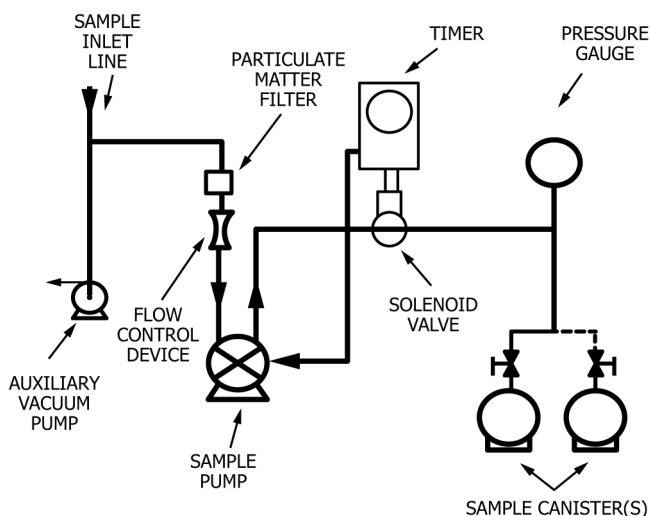 SAMPLE
INLET
LINE
PARTICULATE
MATTER
FILTER
TIMER
PRESSURE
GAUGE
FLOW
CONTROL
DEVICE
SOLENOID
VALVE
AUXILIARY
VACUUM
PUMP
SAMPLE
PUMP
SAMPLE CANISTER(S)